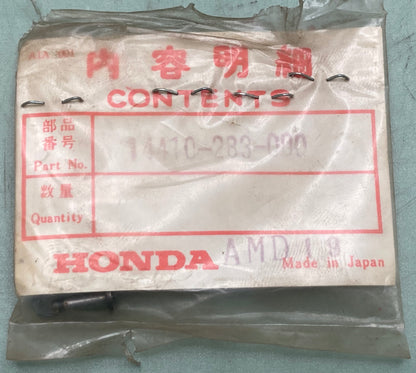 内容明細
CONTENTS
部品
番号
Part No.
14410-283-000
数量
Quantity
HONDA
AMD19
Made in Japan